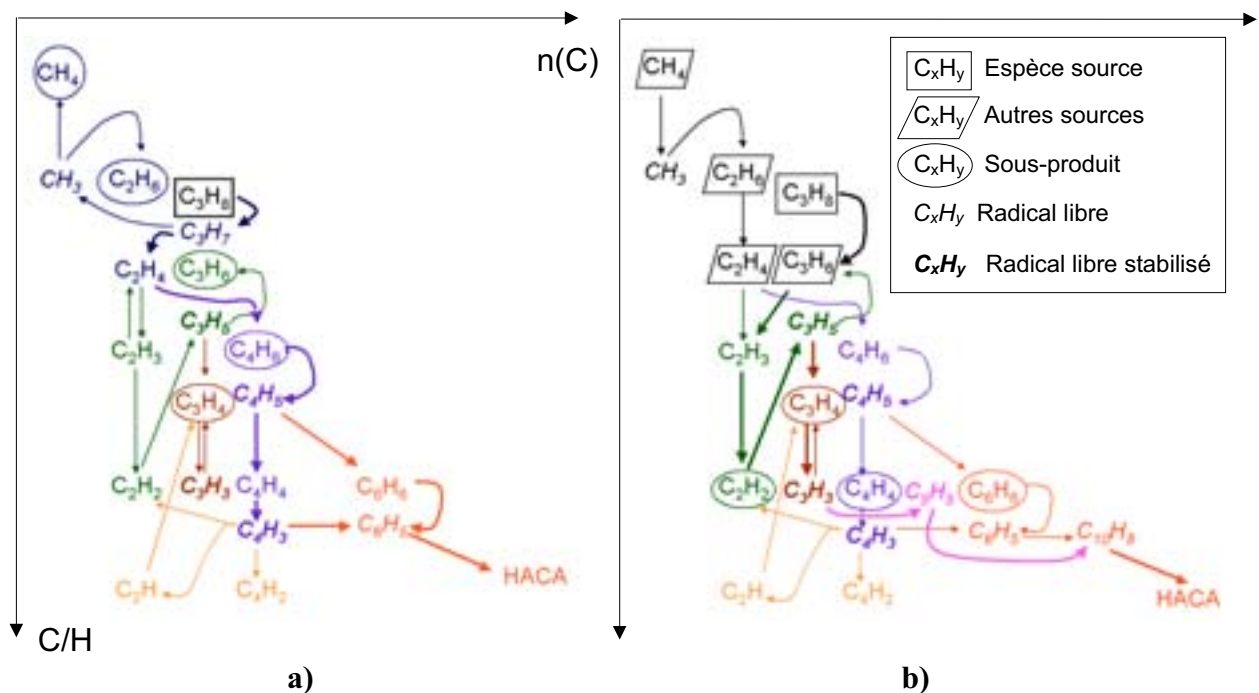 n(C)
CH4
CH3
C2H6
C3H8
C3H7
C2H4
C3H6
C3H5
C2H3
C4H6
C3H4
C4H5
C2H2
C3H3
C4H4
C6H6
C4H3
C6H5
C2H
C4H2
HACA
C/H
a)
CH4
CH3
C2H6
C3H8
C2H4
C3H6
C3H5
C2H3
C4H6
C3H4
C4H5
C2H2
C3H3
C4H4
C6H6
C4H3
C6H5
C10H8
C2H
C4H2
HACA
b)
CxHy Espèce source
CxHy Autres sources
CxHy Sous-produit
CxHy Radical libre
CxHy Radical libre stabilisé